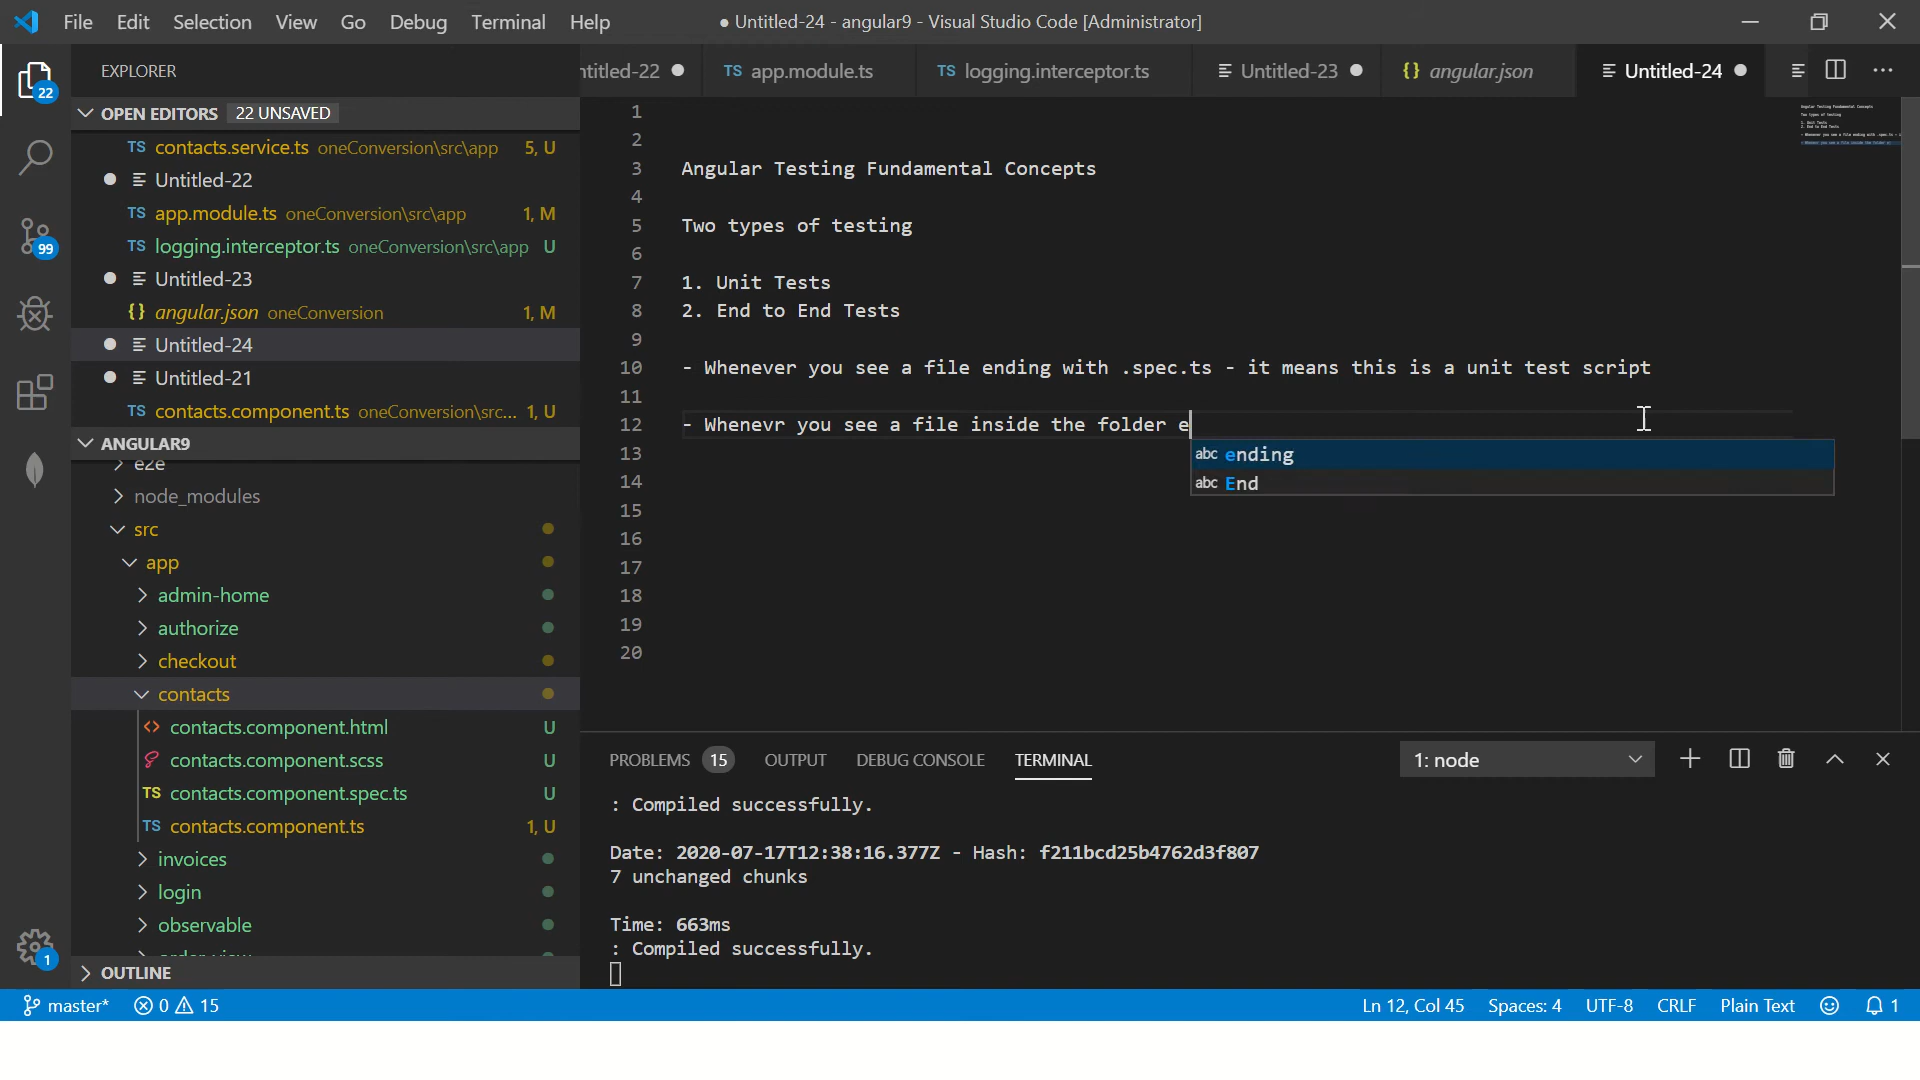 File Edit Selection View Go Debug Terminal Help
● Untitled-24 - angular9 - Visual Studio Code [Administrator]
EXPLORER
ntitled-22
TS app.module.ts
TS logging.interceptor.ts
Untitled-23
{} angular.json
Untitled-24
22
OPEN EDITORS 22 UNSAVED
TS contacts.service.ts oneConversion\src\app 5, U
Untitled-22
TS app.module.ts oneConversion\src\app 1, M
TS logging.interceptor.ts oneConversion\src\app U
99
Untitled-23
{} angular.json oneConversion 1, M
Untitled-24
Untitled-21
TS contacts.component.ts oneConversion\src... 1, U
ANGULAR9
e2e
node_modules
src
app
admin-home
authorize
checkout
contacts
contacts.component.html U
contacts.component.scss U
TS contacts.component.spec.ts U
TS contacts.component.ts 1, U
invoices
login
observable
OUTLINE
1
1
2
3 Angular Testing Fundamental Concepts
4
5 Two types of testing
6
7 1. Unit Tests
8 2. End to End Tests
9
10 - Whenever you see a file ending with .spec.ts - it means this is a unit test script
11
12 - Whenevr you see a file inside the folder e
13
14
15
16
17
18
19
20
abc ending
abc End
PROBLEMS 15 OUTPUT DEBUG CONSOLE TERMINAL
1: node
: Compiled successfully.
Date: 2020-07-17T12:38:16.377Z - Hash: f211bcd25b4762d3f807
7 unchanged chunks
Time: 663ms
: Compiled successfully.
master* 0 15
Ln 12, Col 45 Spaces: 4 UTF-8 CRLF Plain Text 1